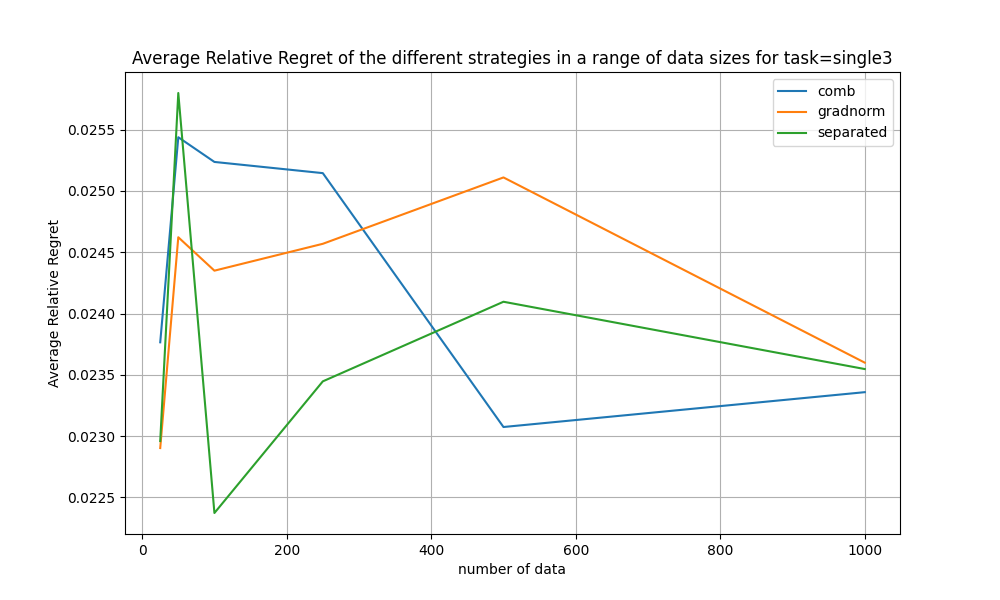 Average Relative Regret of the different strategies in a range of data sizes for task=single3
comb
gradnorm
separated
0.0255
0.0250
0.0245
0.0240
0.0235
0.0230
0.0225
Average Relative Regret
0 200 400 600 800 1000
number of data